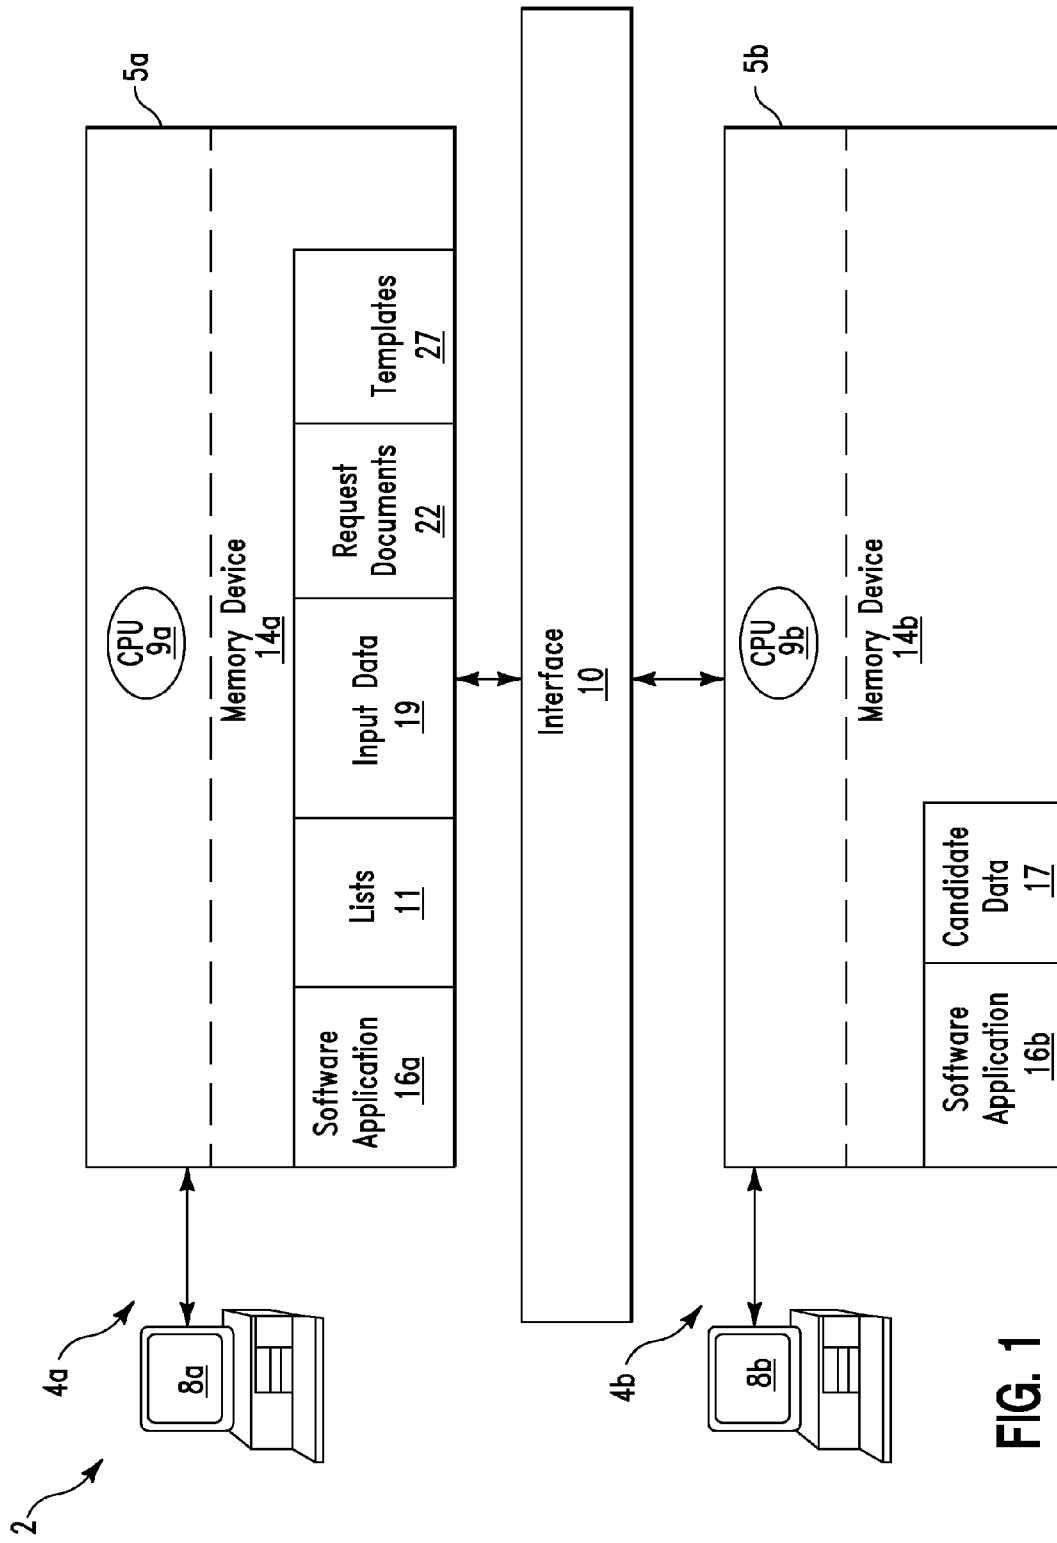 2
4a
8a
5a
CPU
9a
Memory Device
14a
Software
Application
16a
Lists
11
Input Data
19
Request
Documents
22
Templates
27
Interface
10
4b
8b
5b
CPU
9b
Memory Device
14b
Software
Application
16b
Candidate
Data
17
FIG. 1